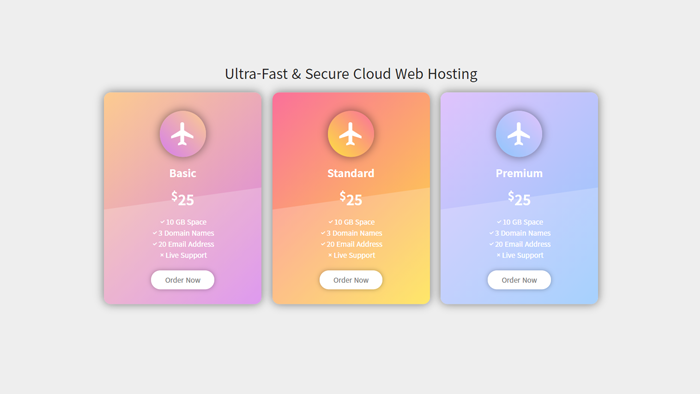 Ultra-Fast & Secure Cloud Web Hosting
Basic
$25
✓10 GB Space
✓3 Domain Names
✓20 Email Address
×Live Support
Order Now
Standard
$25
✓10 GB Space
✓3 Domain Names
✓20 Email Address
×Live Support
Order Now
Premium
$25
✓10 GB Space
✓3 Domain Names
✓20 Email Address
×Live Support
Order Now